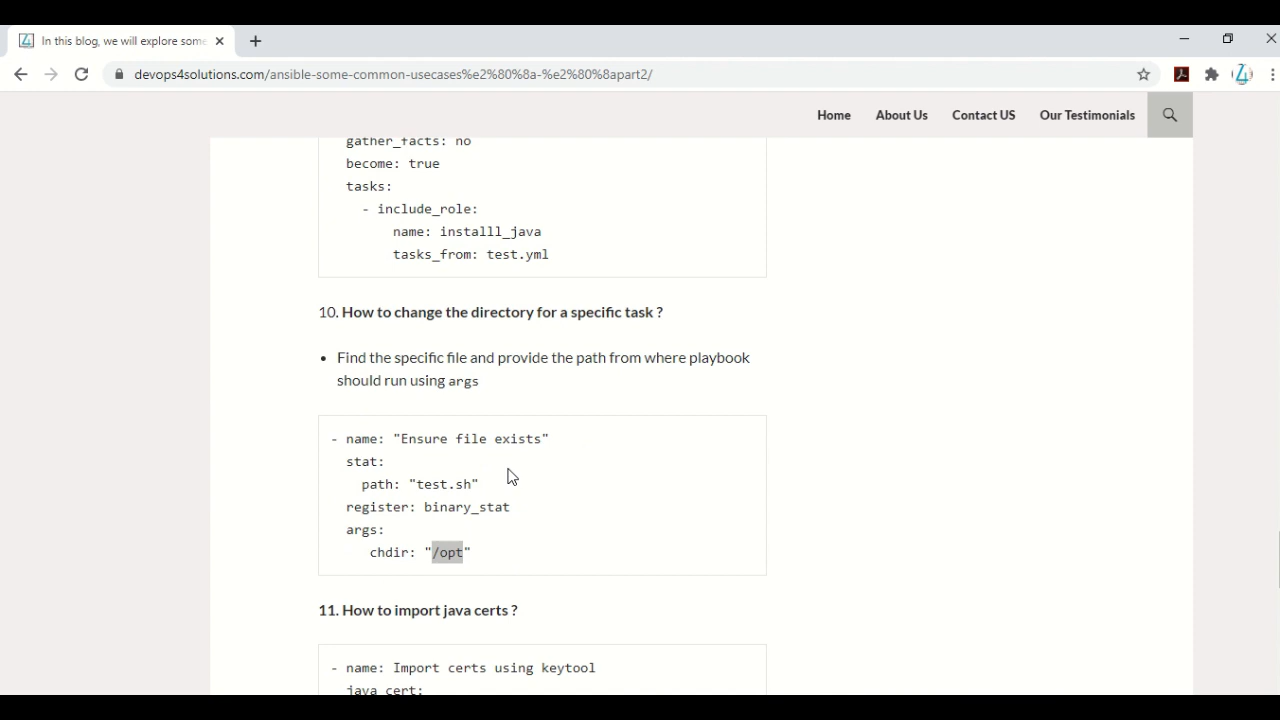 In this blog, we will explore some
devops4solutions.com/ansible-some-common-usecases%e2%80%8a-%e2%80%8apart2/
Home About Us Contact US Our Testimonials
gather_facts: no
become: true
tasks:
- include_role:
name: installl_java
tasks_from: test.yml
10. How to change the directory for a specific task ?
• Find the specific file and provide the path from where playbook
should run using args
- name: "Ensure file exists"
stat:
path: "test.sh"
register: binary_stat
args:
chdir: "/opt"
11. How to import java certs ?
- name: Import certs using keytool
java_cert: